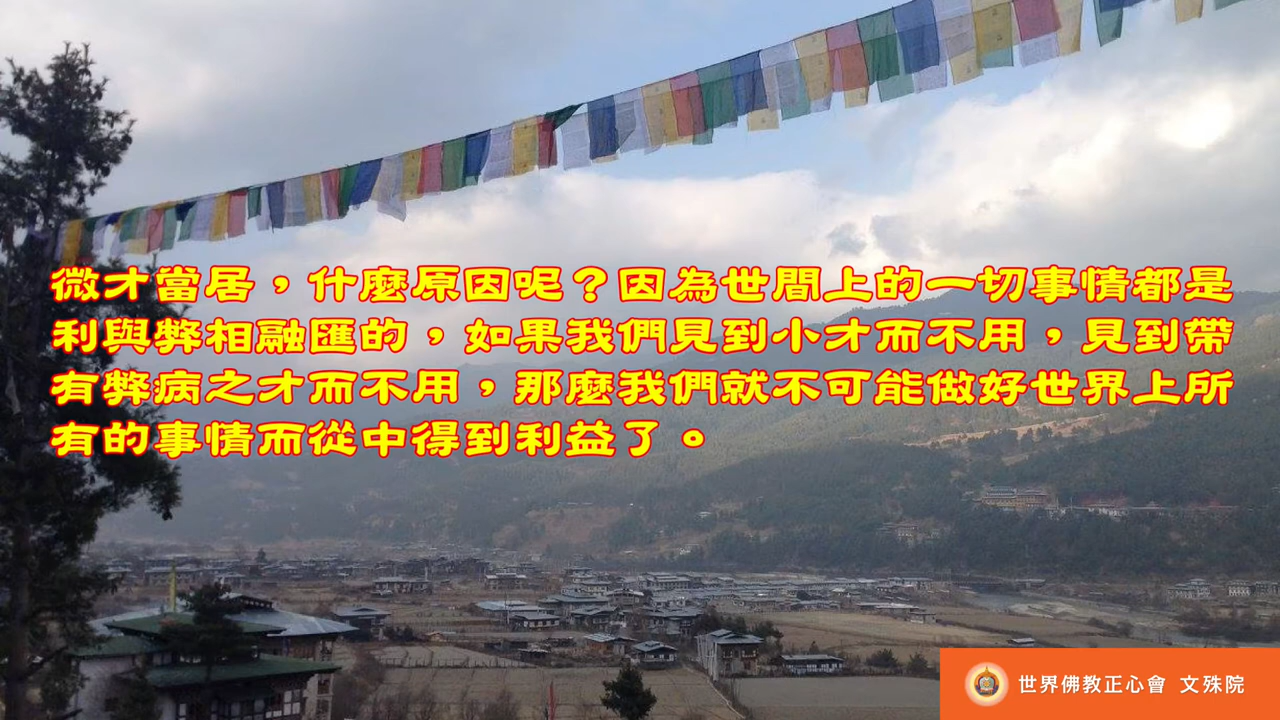 微才當居，什麼原因呢？因為世間上的一切事情都是
利與弊相融匯的，如果我們見到小才而不用，見到帶
有弊病之才而不用，那麼我們就不可能做好世界上所
有的事情而從中得到利益了。
世界佛教正心會 文殊院